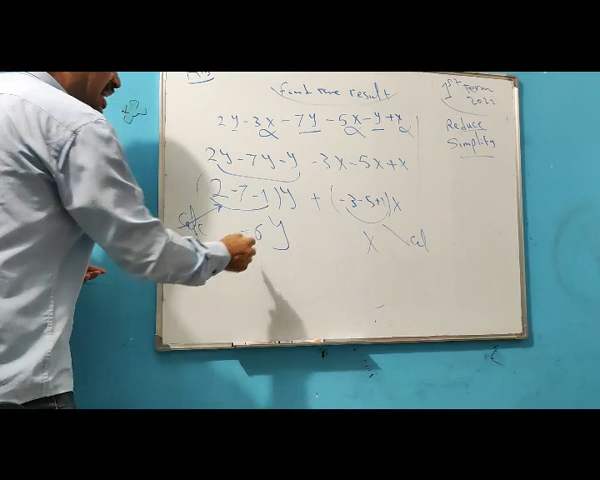 Find the result
1st term
2022
2y - 3x - 7y - 5x - y + x
Reduce
Simplify
2y - 7y - y - 3x - 5x + x
(2 - 7 - 1)y + (-3 - 5 + 1)x
-6y x